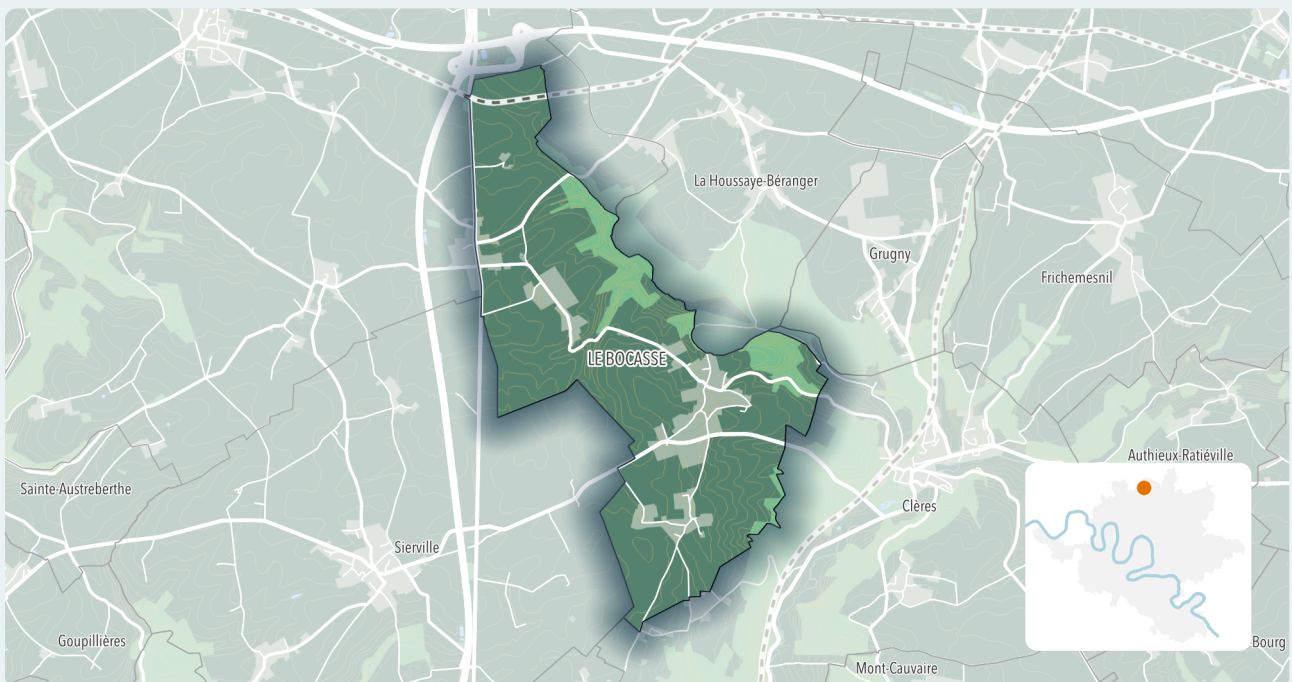 La Houssaye-Béranger
Grugny
Frichemesnil
LE BOCASSE
Authieux-Ratiéville
Sainte-Austreberthe
Clères
Sierville
Goupillières
Bourg
Mont-Cauvaire